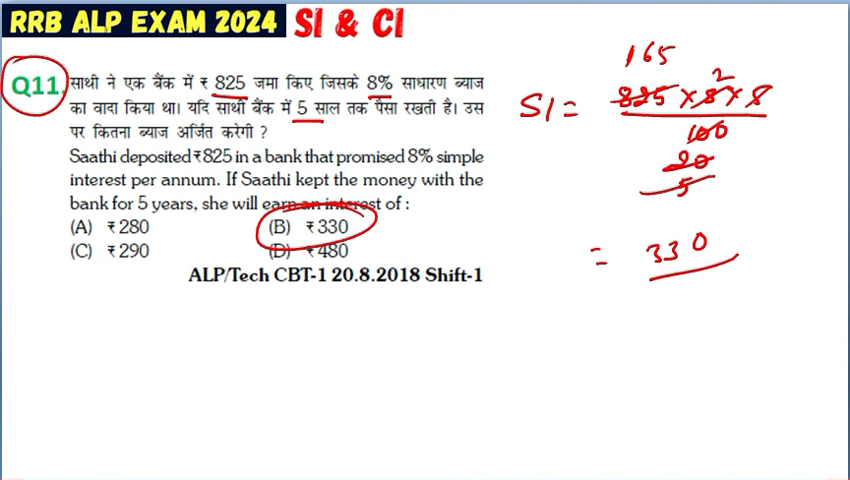 RRB ALP EXAM 2024 SI & CI
Q11. साथी ने एक बैंक में ₹ 825 जमा किए जिसके 8% साधारण ब्याज
का वादा किया था। यदि साथी बैंक में 5 साल तक पैसा रखती है। उस
पर कितना ब्याज अर्जित करेगी ?
Saathi deposited ₹825 in a bank that promised 8% simple
interest per annum. If Saathi kept the money with the
bank for 5 years, she will earn an interest of :
(A) ₹280 (B) ₹330
(C) ₹290 (D) ₹480
ALP/Tech CBT-1 20.8.2018 Shift-1
165
2
SI = 825 × 8 × 8
100
20
5
= 330